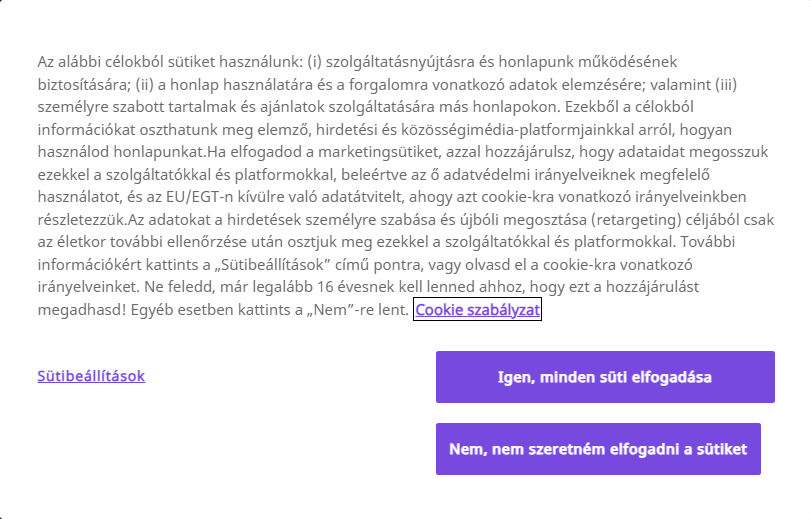 Az alábbi célokból sütiket használunk: (i) szolgáltatásnyújtásra és honlapunk működésének
biztosítására; (ii) a honlap használatára és a forgalomra vonatkozó adatok elemzésére; valamint (iii)
személyre szabott tartalmak és ajánlatok szolgáltatására más honlapokon. Ezekből a célokból
információkat oszthatunk meg elemző, hirdetési és közösségimédia-platformjainkkal arról, hogyan
használod honlapunkat.Ha elfogadod a marketingsütiket, azzal hozzájárulsz, hogy adataidat megosszuk
ezekkel a szolgáltatókkal és platformokkal, beleértve az ő adatvédelmi irányelveiknek megfelelő
használatot, és az EU/EGT-n kívülre való adatátvitelt, ahogy azt cookie-kra vonatkozó irányelveinkben
részletezzük.Az adatokat a hirdetések személyre szabása és újbóli megosztása (retargeting) céljából csak
az életkor további ellenőrzése után osztjuk meg ezekkel a szolgáltatókkal és platformokkal. További
információkért kattints a „Sütibeállítások” című pontra, vagy olvasd el a cookie-kra vonatkozó
irányelveinket. Ne feledd, már legalább 16 évesnek kell lenned ahhoz, hogy ezt a hozzájárulást
megadhasd! Egyéb esetben kattints a „Nem”-re lent. Cookie szabályzat
Sütibeállítások
Igen, minden süti elfogadása
Nem, nem szeretném elfogadni a sütiket